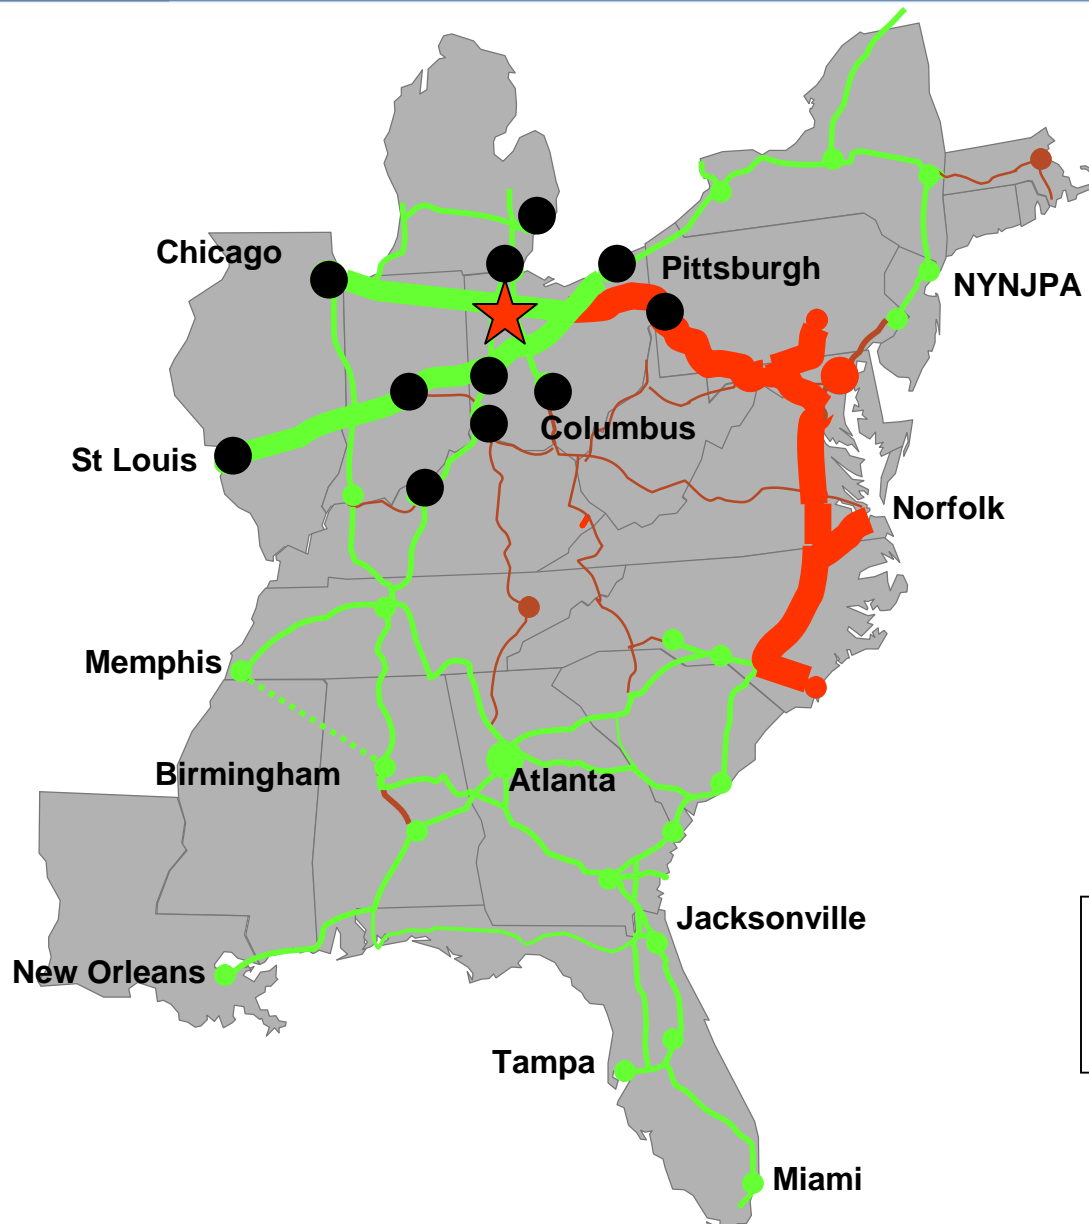 Chicago
Pittsburgh
NYNJPA
Columbus
St Louis
Norfolk
Memphis
Birmingham
Atlanta
Jacksonville
New Orleans
Tampa
Miami